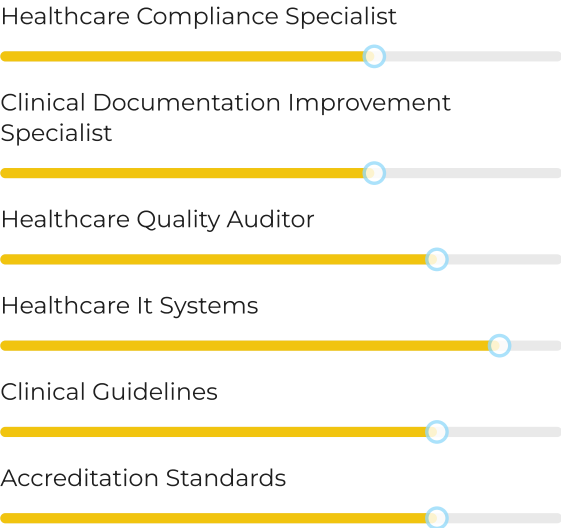 Healthcare Compliance Specialist
Clinical Documentation Improvement
Specialist
Healthcare Quality Auditor
Healthcare It Systems
Clinical Guidelines
Accreditation Standards